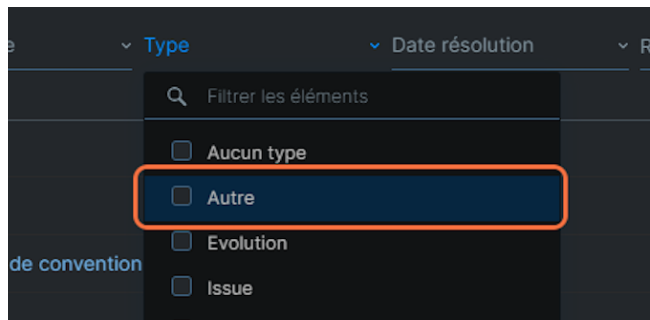 Type Date résolution
Filtrer les éléments
Aucun type
Autre
Evolution
de convention
Issue